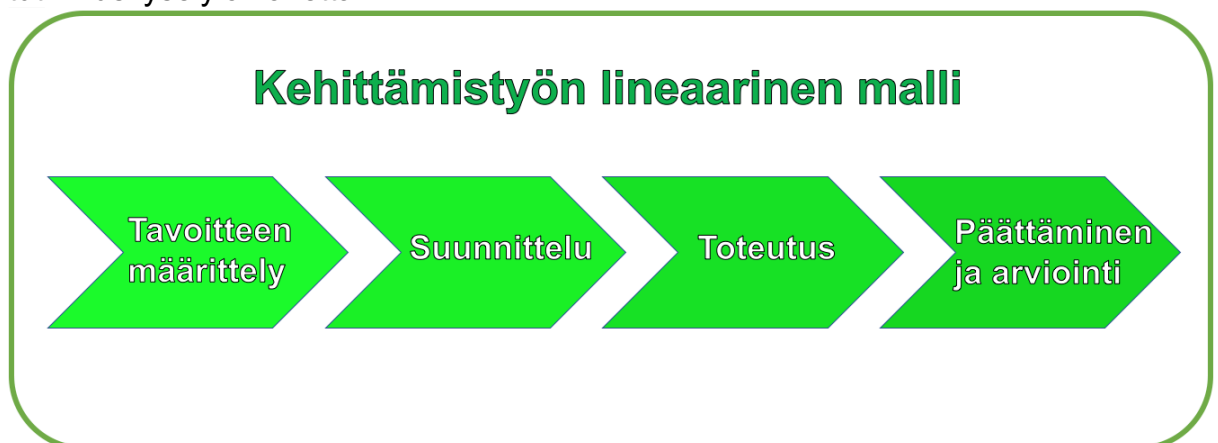 Kehittämistyön lineaarinen malli
Tavoitteen
määrittely
Suunnittelu
Toteutus
Päättäminen
ja arviointi